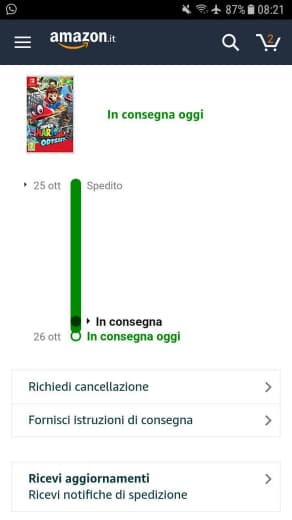 87% 08:21
amazon.it
2
SUPER
MARIO
ODYSSEY
In consegna oggi
25 ott Spedito
In consegna
26 ott In consegna oggi
Richiedi cancellazione
Fornisci istruzioni di consegna
Ricevi aggiornamenti
Ricevi notifiche di spedizione